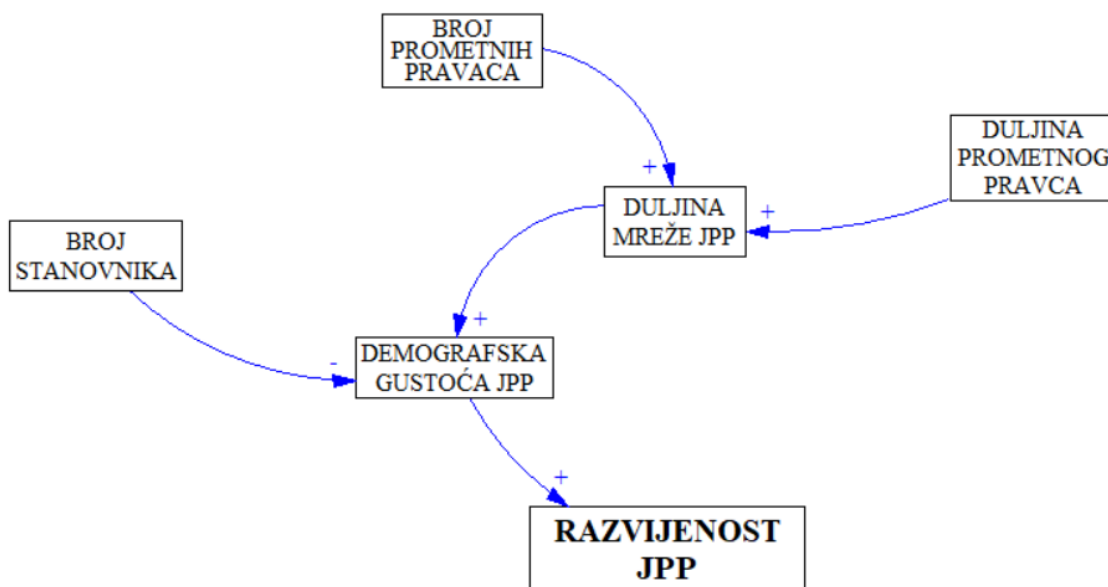 BROJ
PROMETNIH
PRAVACA
DULJINA
PROMETNOG
PRAVCA
+
DULJINA
MREŽE JPP
+
BROJ
STANOVNIKA
+
-
DEMOGRAFSKA
GUSTOĆA JPP
+
RAZVIJENOST
JPP